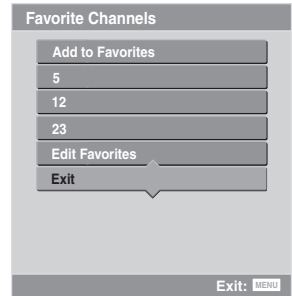 Favorite Channels
Add to Favorites
5
12
23
Edit Favorites
Exit
Exit: MENU